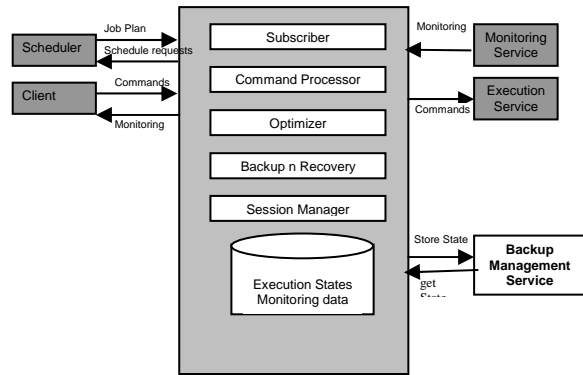 Job Plan
Scheduler
Schedule requests
Commands
Client
Monitoring
Subscriber
Command Processor
Optimizer
Backup n Recovery
Session Manager
Execution States
Monitoring data
Monitoring
Monitoring
Service
Execution
Service
Commands
Store State
Backup
Management
Service
get